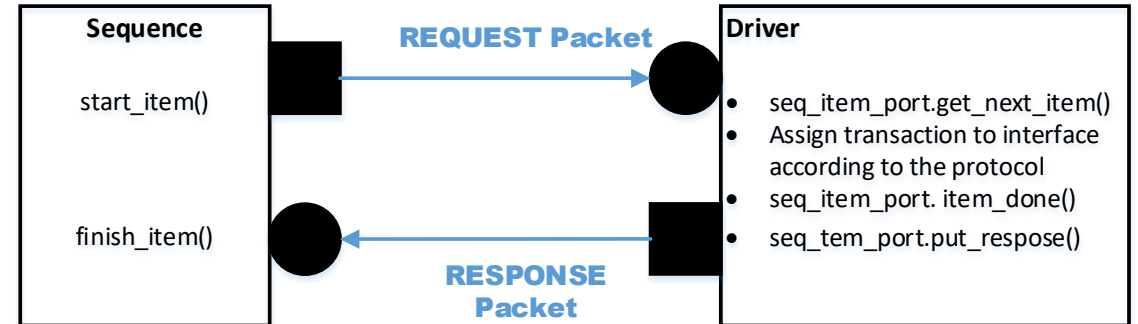 Sequence
start_item()
finish_item()
REQUEST Packet
RESPONSE
Packet
Driver
• seq_item_port.get_next_item()
• Assign transaction to interface
according to the protocol
• seq_item_port. item_done()
• seq_tem_port.put_respose()